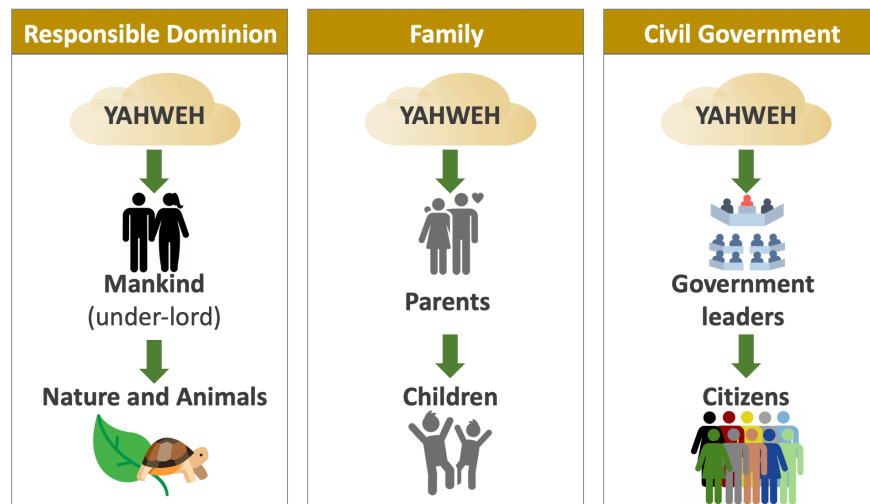 Responsible Dominion
YAHWEH
Mankind
(under-lord)
Nature and Animals
Family
YAHWEH
Parents
Children
Civil Government
YAHWEH
Government
leaders
Citizens